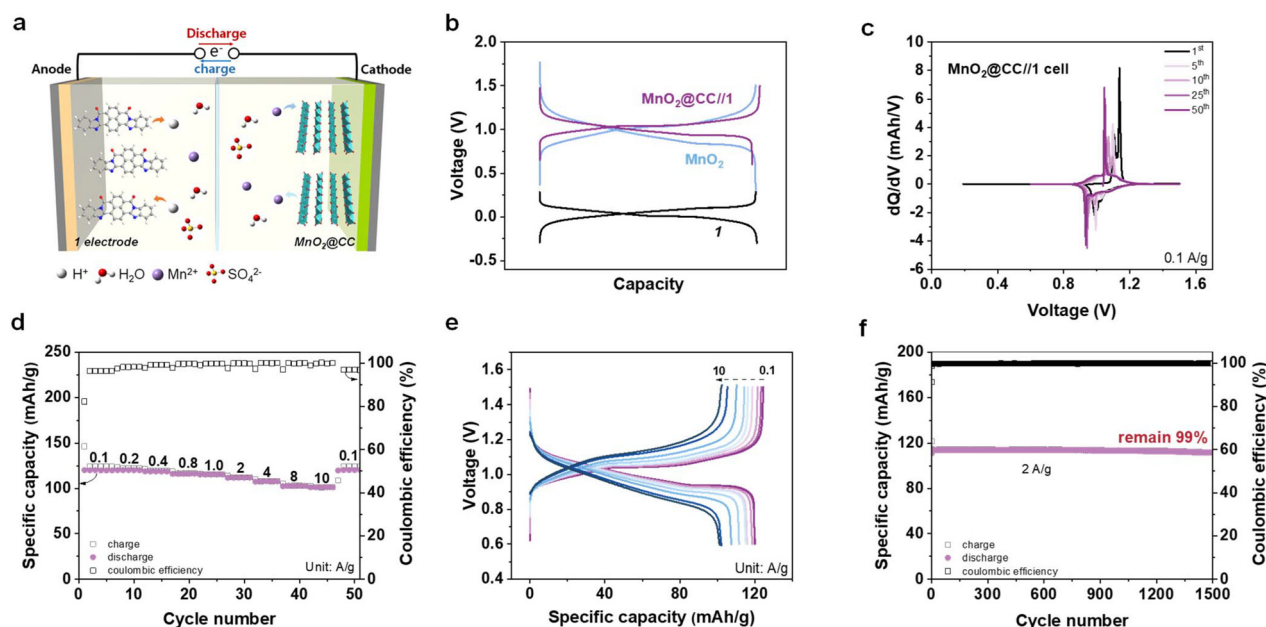 a
Discharge
e-
charge
Anode
Cathode
1 electrode
MnO2@CC
H+
H2O
Mn2+
SO42-
b
2.0
1.5
1.0
0.5
0.0
-0.5
Voltage (V)
MnO2@CC//1
MnO2
1
Capacity
c
MnO2@CC//1 cell
1st
5th
10th
25th
50th
10
8
6
4
2
0
-2
-4
-6
dQ/dV (mAh/V)
0.1 A/g
0.0 0.4 0.8 1.2 1.6
Voltage (V)
d
250
200
150
100
50
0
Specific capacity (mAh/g)
0.1 0.2 0.4 0.8 1.0 2 4 8 10 0.1
charge
discharge
coulombic efficiency
Unit: A/g
100
80
60
40
20
0
Coulombic efficiency (%)
0 10 20 30 40 50
Cycle number
e
1.6
1.4
1.2
1.0
0.8
0.6
0.4
Voltage (V)
10 0.1
Unit: A/g
0 40 80 120
Specific capacity (mAh/g)
f
200
160
120
80
40
0
Specific capacity (mAh/g)
remain 99%
2 A/g
charge
discharge
coulombic efficiency
100
80
60
40
20
0
Coulombic efficiency (%)
0 300 600 900 1200 1500
Cycle number